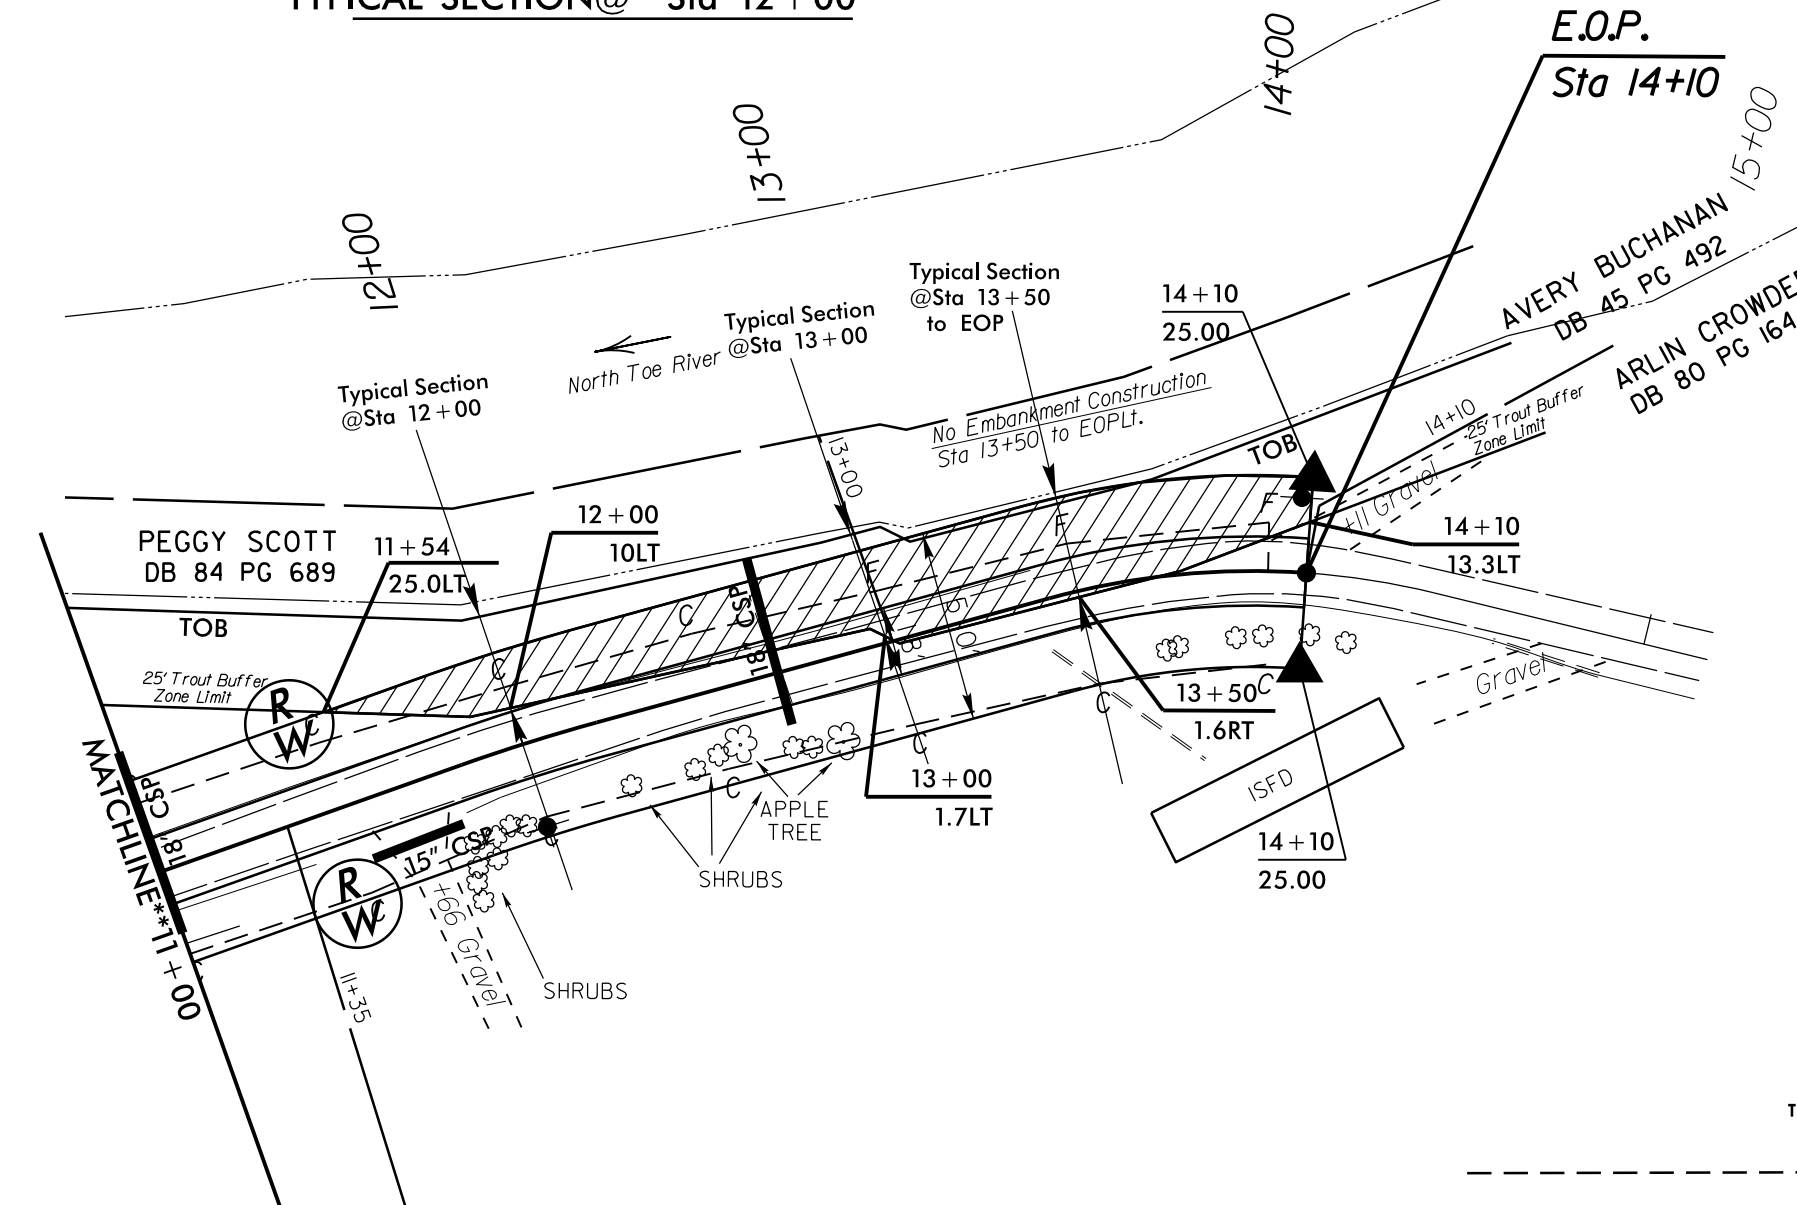 TYPICAL SECTION@ Sta 12+00
E.O.P.
Sta 14+10
12+00
13+00
14+00
15+00
Typical Section
@Sta 12+00
North Toe River
Typical Section
@Sta 13+00
Typical Section
@Sta 13+50
to EOP
14+10
25.00
No Embankment Construction
Sta 13+50 to EOPLt.
AVERY BUCHANAN
DB 45 PG 492
ARLIN CROWDE
DB 80 PG 164
14+10
25' Trout Buffer
Zone Limit
TOB
+11 Gravel
14+10
13.3LT
PEGGY SCOTT
DB 84 PG 689
11+54
25.0LT
12+00
10LT
13+00
TOB
25' Trout Buffer
Zone Limit
R
W
C
C
C
F
F
F
18" CSP
50
13+50
1.6RT
C
C
C
C
Gravel
13+00
1.7LT
MATCHLINE**11+00
18" CSP
15" CSP
C
R
W
C
+66 Gravel
11+35
SHRUBS
SHRUBS
APPLE
TREE
ISFD
14+10
25.00
T